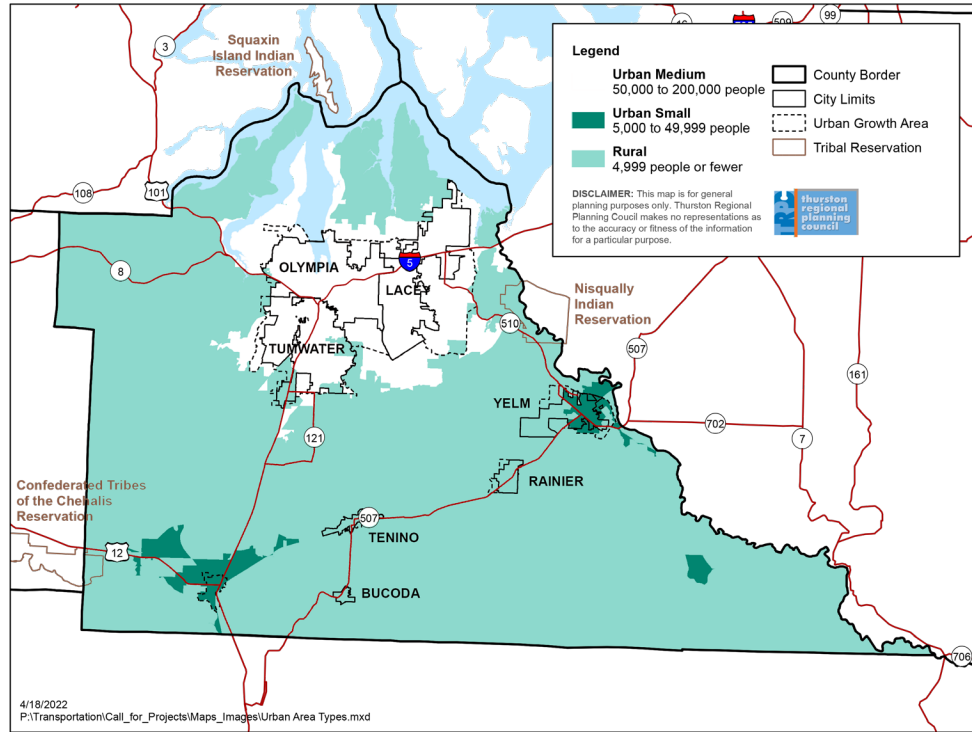 3
Squaxin
Island Indian
Reservation
99
509
Legend
Urban Medium
50,000 to 200,000 people
Urban Small
5,000 to 49,999 people
Rural
4,999 people or fewer
County Border
City Limits
Urban Growth Area
Tribal Reservation
DISCLAIMER: This map is for general
planning purposes only. Thurston Regional
Planning Coucil makes no representations as
to the accuracy or fitness of the information
for a particular purpose.
TRPC
thurston
regional
planning
council
108
101
8
OLYMPIA
5
LACEY
TUMWATER
Nisqually
Indian
Reservation
510
507
161
YELM
702
7
121
RAINIER
Confederated Tribes
of the Chehalis
Reservation
507
TENINO
12
BUCODA
706
4/18/2022
P:\Transportation\Call_for_Projects\Maps_Images\Urban Area Types.mxd